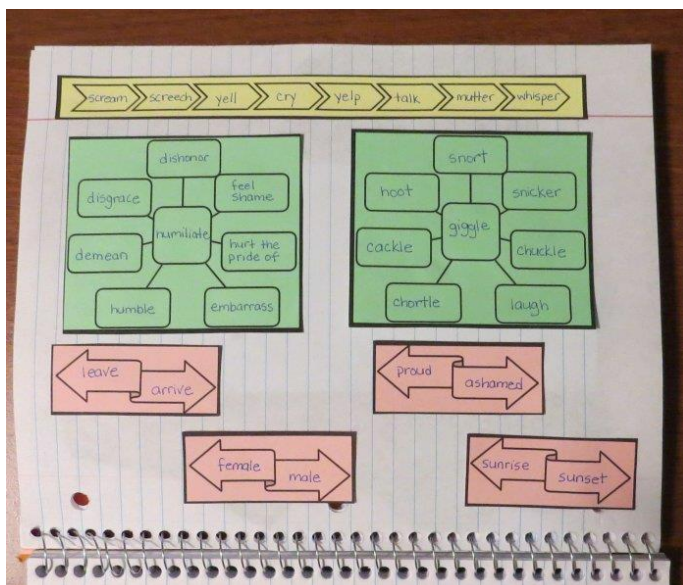 scream screech yell cry yelp talk mutter whisper
dishonor
disgrace
feel
shame
humiliate
demean
hurt the
pride of
humble
embarrass
snort
hoot
snicker
giggle
cackle
chuckle
chortle
laugh
leave
arrive
proud
ashamed
female
male
sunrise
sunset